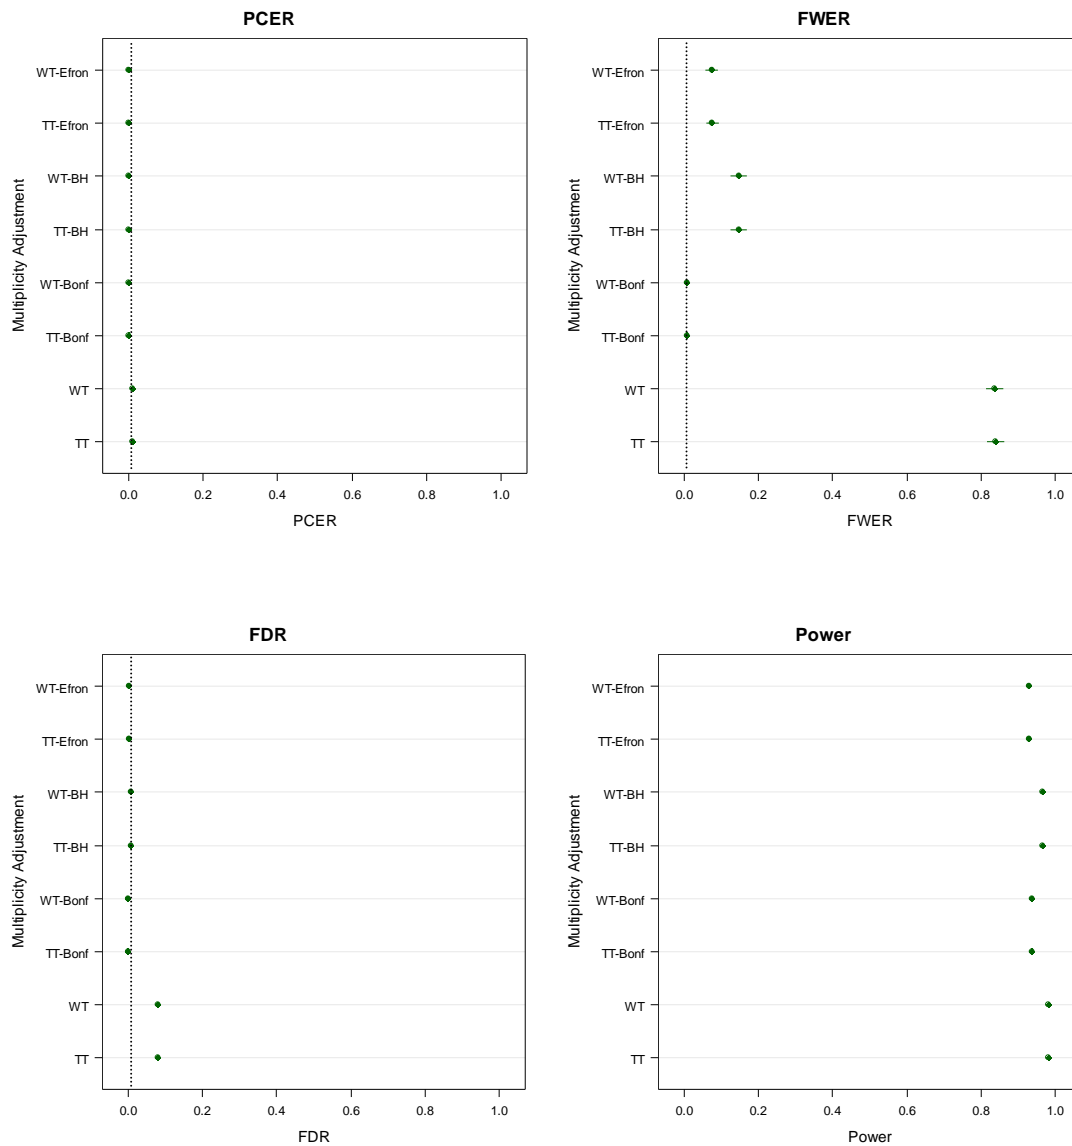 PCER
WT-Efron
TT-Efron
WT-BH
TT-BH
WT-Bonf
TT-Bonf
WT
TT
Multiplicity Adjustment
0.0 0.2 0.4 0.6 0.8 1.0
PCER
FWER
WT-Efron
TT-Efron
WT-BH
TT-BH
WT-Bonf
TT-Bonf
WT
TT
Multiplicity Adjustment
0.0 0.2 0.4 0.6 0.8 1.0
FWER
FDR
WT-Efron
TT-Efron
WT-BH
TT-BH
WT-Bonf
TT-Bonf
WT
TT
Multiplicity Adjustment
0.0 0.2 0.4 0.6 0.8 1.0
FDR
Power
WT-Efron
TT-Efron
WT-BH
TT-BH
WT-Bonf
TT-Bonf
WT
TT
Multiplicity Adjustment
0.0 0.2 0.4 0.6 0.8 1.0
Power